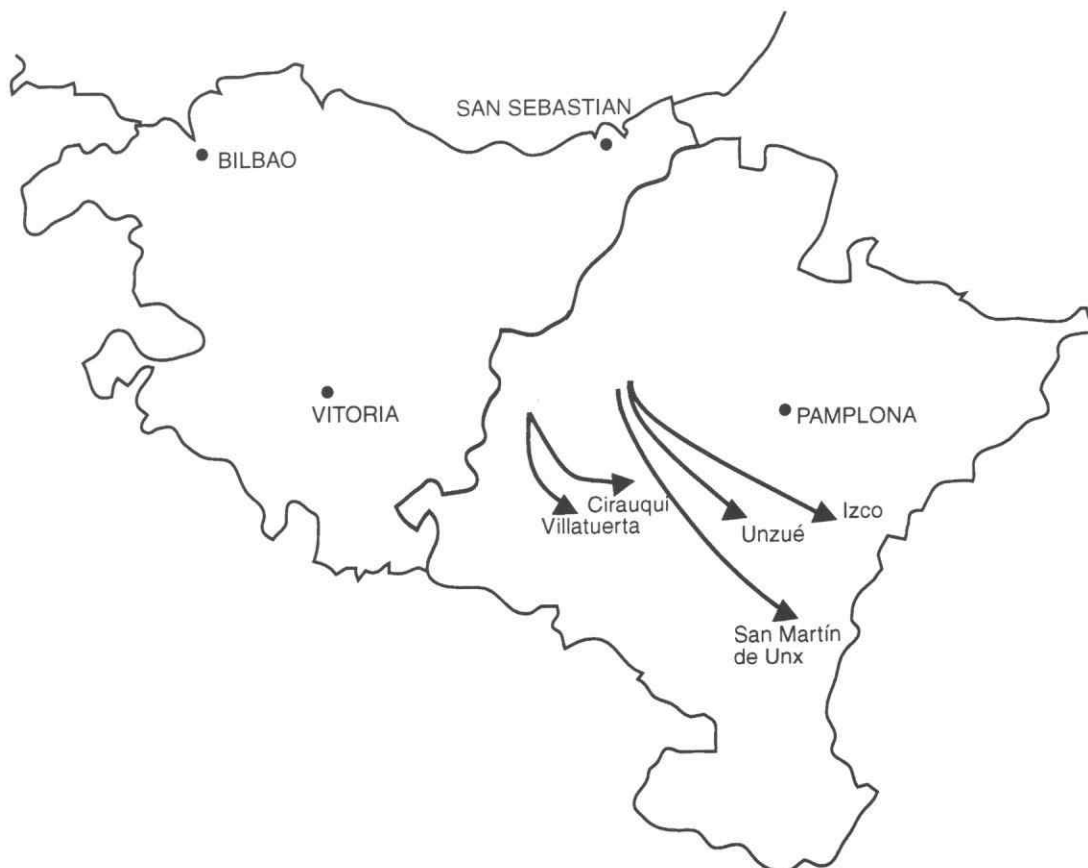 SAN SEBASTIAN
BILBAO
VITORIA
PAMPLONA
Cirauqui
Villatuerta
Izco
Unzué
San Martín
de Unx